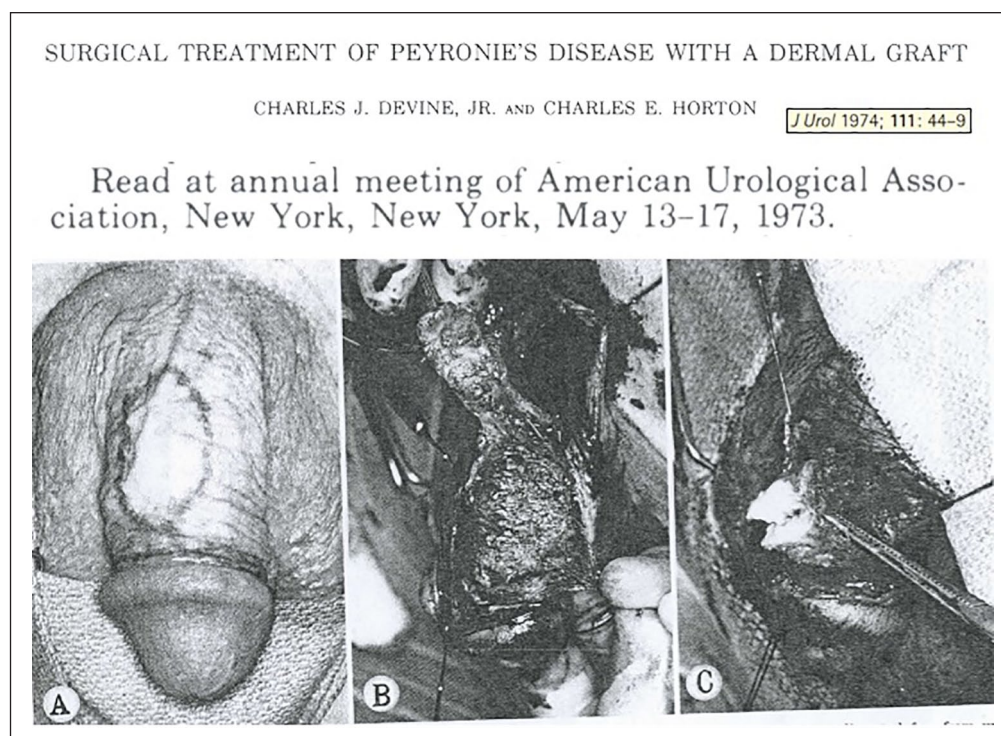 SURGICAL TREATMENT OF PEYRONIE'S DISEASE WITH A DERMAL GRAFT
CHARLES J. DEVINE, JR. AND CHARLES E. HORTON
J Urol 1974; 111: 44–9
Read at annual meeting of American Urological Asso-
ciation, New York, New York, May 13–17, 1973.
A
B
C